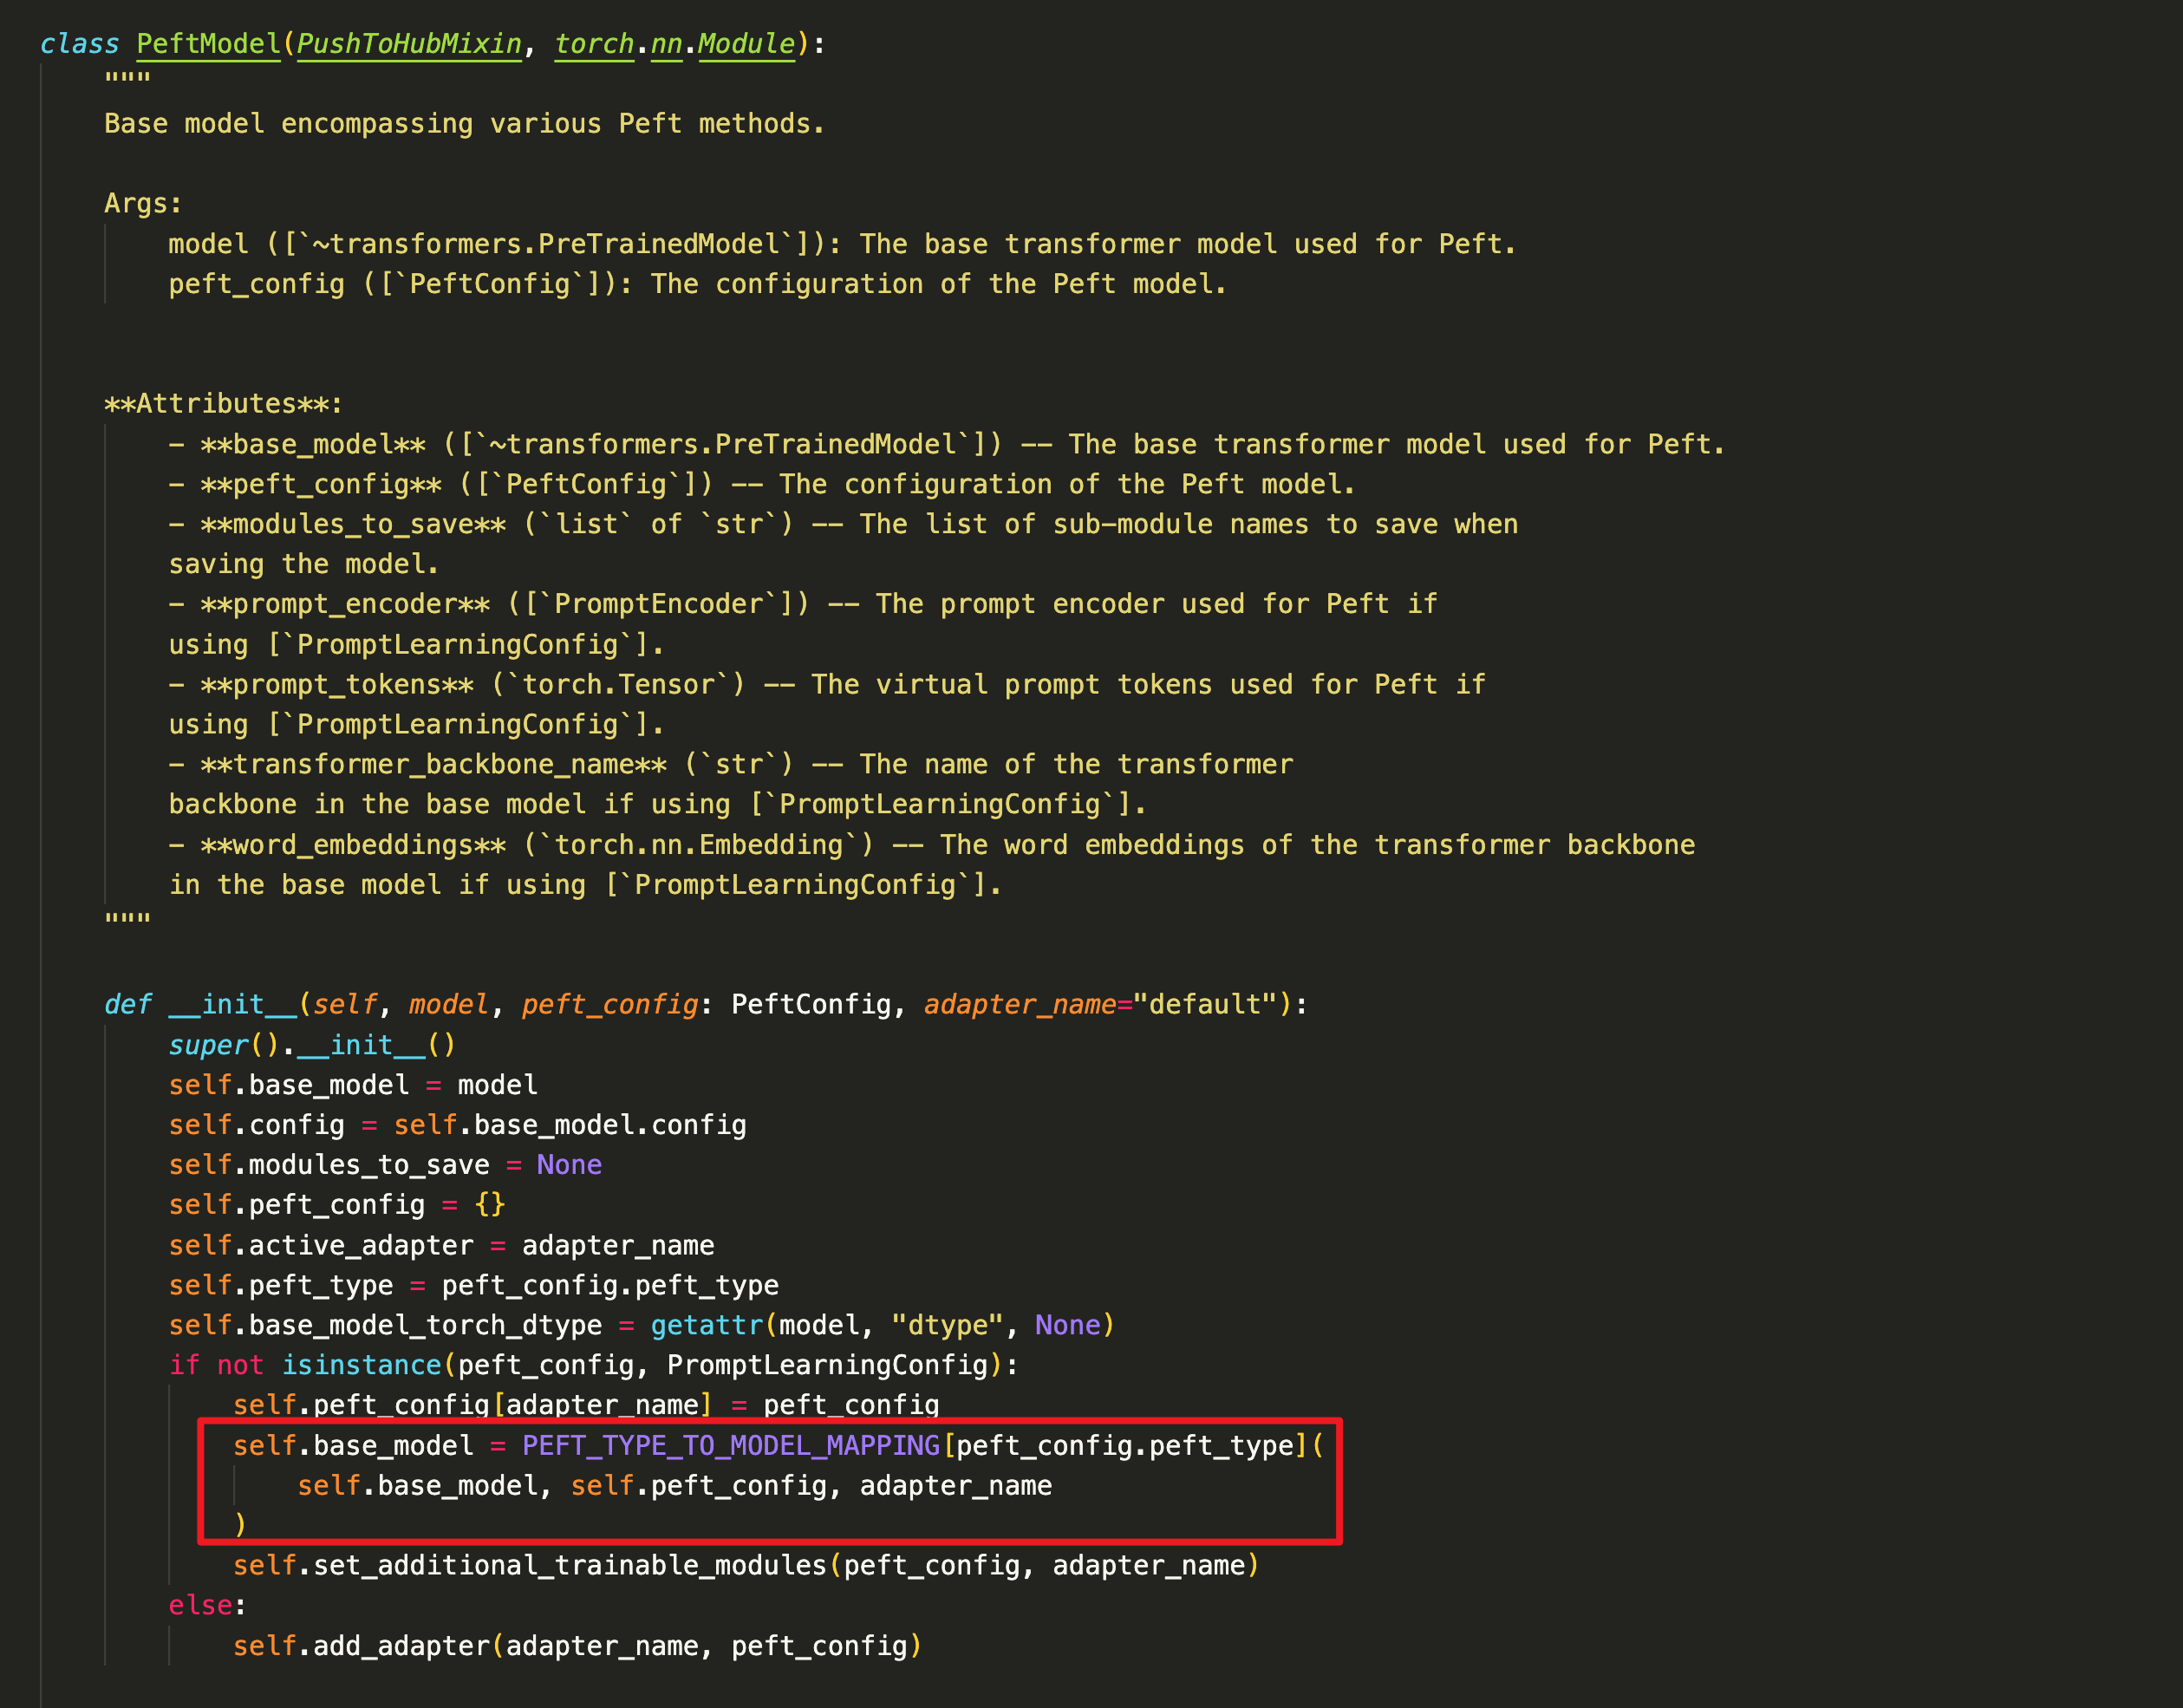 class PeftModel(PushToHubMixin, torch.nn.Module):
"""
Base model encompassing various Peft methods.
Args:
model ([`~transformers.PreTrainedModel`]): The base transformer model used for Peft.
peft_config ([`PeftConfig`]): The configuration of the Peft model.
**Attributes**:
- **base_model** ([`~transformers.PreTrainedModel`]) -- The base transformer model used for Peft.
- **peft_config** ([`PeftConfig`]) -- The configuration of the Peft model.
- **modules_to_save** (`list` of `str`) -- The list of sub-module names to save when
saving the model.
- **prompt_encoder** ([`PromptEncoder`]) -- The prompt encoder used for Peft if
using [`PromptLearningConfig`].
- **prompt_tokens** (`torch.Tensor`) -- The virtual prompt tokens used for Peft if
using [`PromptLearningConfig`].
- **transformer_backbone_name** (`str`) -- The name of the transformer
backbone in the base model if using [`PromptLearningConfig`].
- **word_embeddings** (`torch.nn.Embedding`) -- The word embeddings of the transformer backbone
in the base model if using [`PromptLearningConfig`].
"""
def __init__(self, model, peft_config: PeftConfig, adapter_name="default"):
super().__init__()
self.base_model = model
self.config = self.base_model.config
self.modules_to_save = None
self.peft_config = {}
self.active_adapter = adapter_name
self.peft_type = peft_config.peft_type
self.base_model_torch_dtype = getattr(model, "dtype", None)
if not isinstance(peft_config, PromptLearningConfig):
self.peft_config[adapter_name] = peft_config
self.base_model = PEFT_TYPE_TO_MODEL_MAPPING[peft_config.peft_type](
self.base_model, self.peft_config, adapter_name
)
self.set_additional_trainable_modules(peft_config, adapter_name)
else:
self.add_adapter(adapter_name, peft_config)